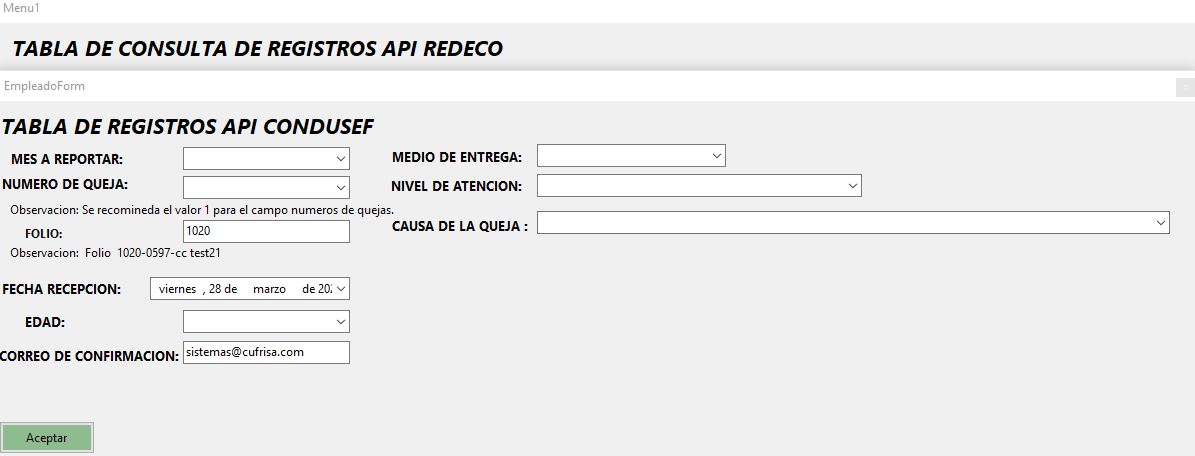 Menu1
TABLA DE CONSULTA DE REGISTROS API REDECO
EmpleadoForm
TABLA DE REGISTROS API CONDUSEF
MES A REPORTAR:
NUMERO DE QUEJA:
Observacion: Se recomineda el valor 1 para el campo numeros de quejas.
FOLIO: 1020
Observacion: Folio 1020-0597-cc test21
FECHA RECEPCION: viernes , 28 de marzo de
EDAD:
CORREO DE CONFIRMACION: sistemas@cufrisa.com
MEDIO DE ENTREGA:
NIVEL DE ATENCION:
CAUSA DE LA QUEJA :
Aceptar